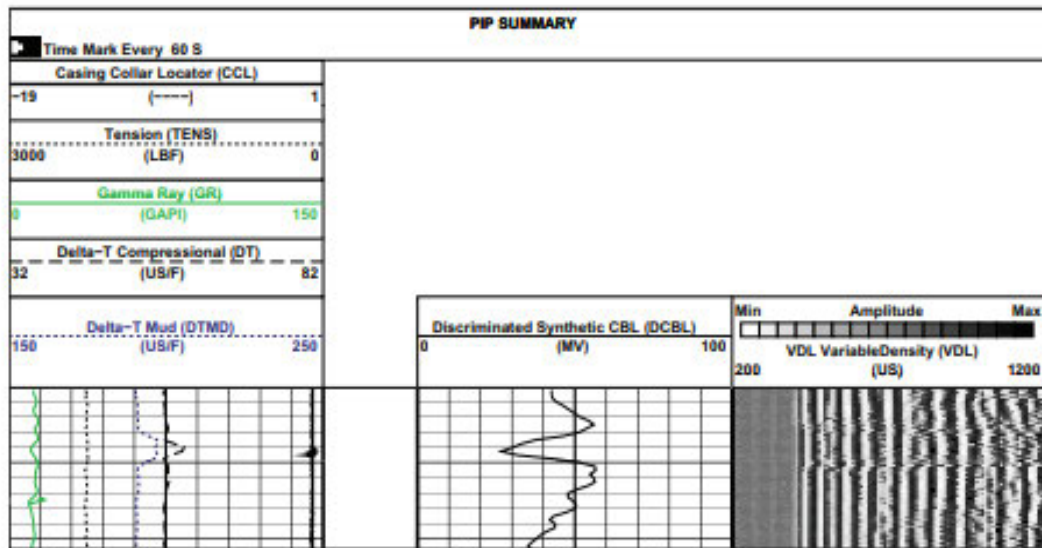 PIP SUMMARY
Time Mark Every 60 S
Casing Collar Locator (CCL)
−19 (−−−−) 1
Tension (TENS)
3000 (LBF) 0
Gamma Ray (GR)
0 (GAPI) 150
Delta−T Compressional (DT)
32 (US/F) 82
Delta−T Mud (DTMD)
150 (US/F) 250
Discriminated Synthetic CBL (DCBL)
0 (MV) 100
Min Amplitude Max
VDL VariableDensity (VDL)
200 (US) 1200